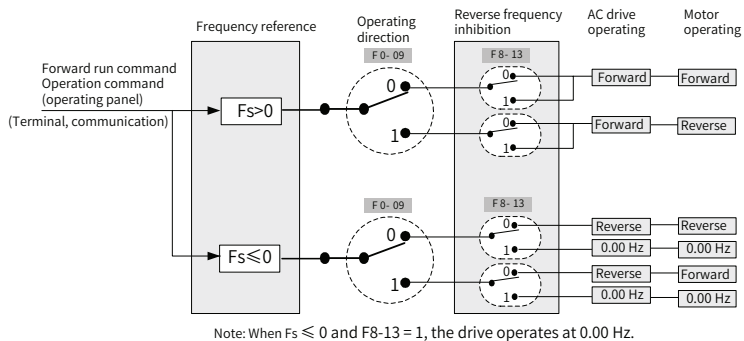 Frequency reference
Operating
direction
Reverse frequency
inhibition
AC drive
operating
Motor
operating
F 0- 09
F 8- 13
Forward run command
Operation command
(operating panel)
(Terminal, communication)
Fs>0
0
1
0
1
Forward
Forward
0
1
Forward
Reverse
F 0- 09
F 8- 13
Fs≤0
0
1
0
1
Reverse
Reverse
0.00 Hz
0.00 Hz
0
1
Reverse
Forward
0.00 Hz
0.00 Hz
Note: When Fs ≤ 0 and F8-13 = 1, the drive operates at 0.00 Hz.